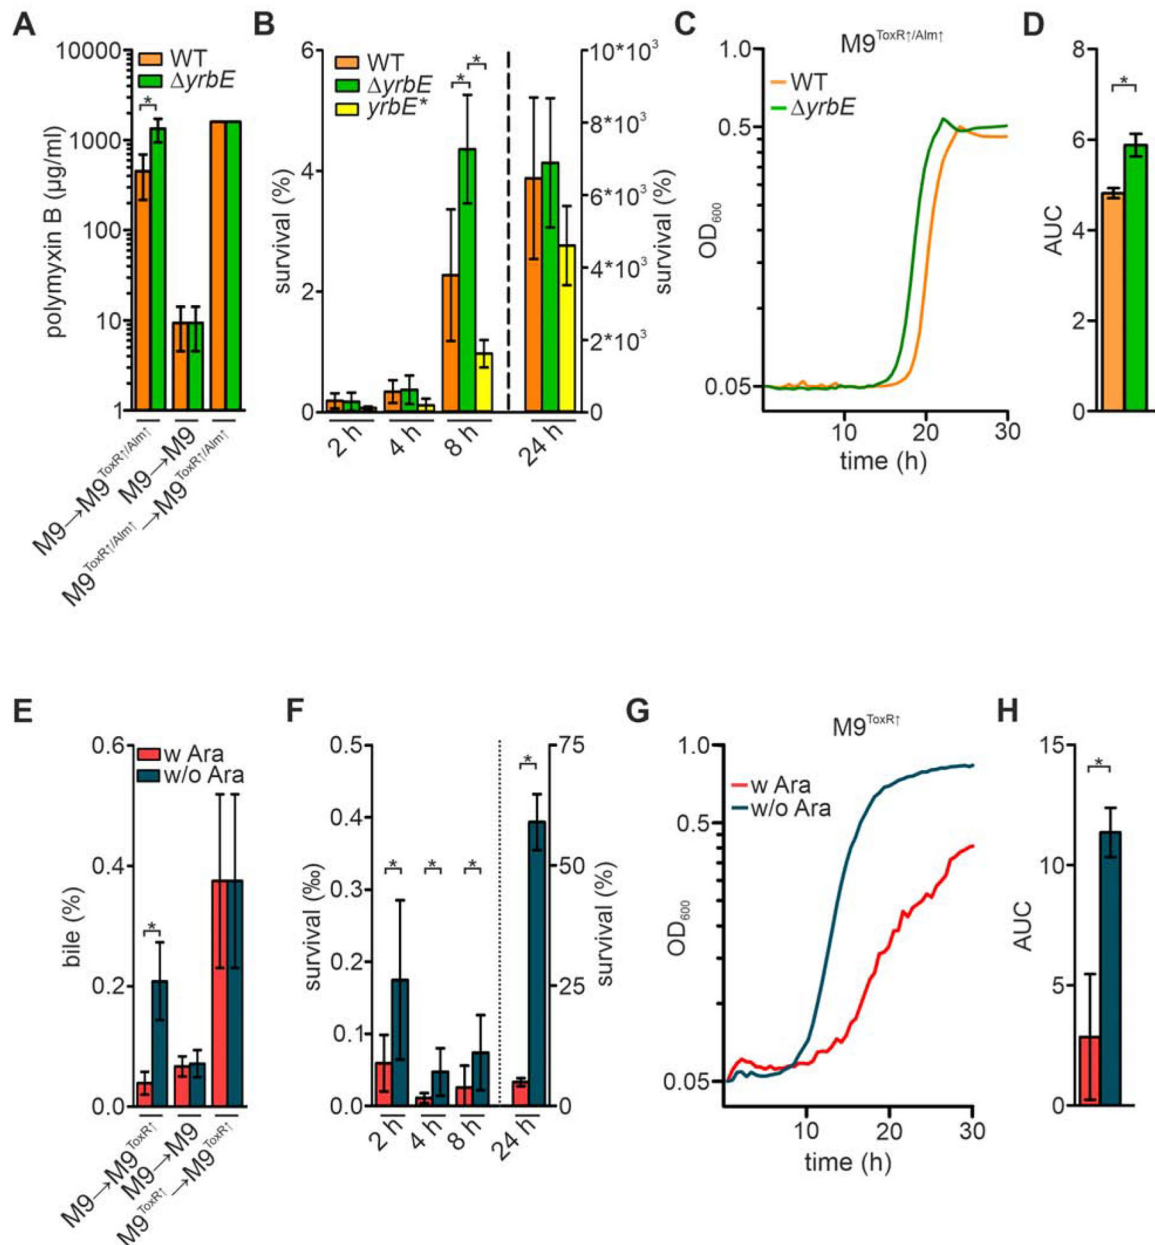 A
10000
1000
100
10
1
polymyxin B (µg/ml)
WT
ΔyrbE
*
M9→M9ToxR↑/Alm↑
M9→M9
M9ToxR↑/Alm↑→M9ToxR↑/Alm↑
B
6
4
2
0
survival (%)
WT
ΔyrbE
yrbE*
*
*
10*10³
8*10³
6*10³
4*10³
2*10³
0
survival (%)
2 h
4 h
8 h
24 h
C
M9ToxR↑/Alm↑
1.0
0.5
0.05
OD600
WT
ΔyrbE
10
20
30
time (h)
D
8
6
4
2
0
AUC
*
E
0.6
0.4
0.2
0.0
bile (%)
w Ara
w/o Ara
*
M9→M9ToxR↑
M9→M9
M9ToxR↑→M9ToxR↑
F
0.5
0.4
0.3
0.2
0.1
0.0
survival (‰)
*
*
*
*
75
50
25
0
survival (%)
2 h
4 h
8 h
24 h
G
M9ToxR↑
1.0
0.5
0.05
OD600
w Ara
w/o Ara
10
20
30
time (h)
H
15
10
5
0
AUC
*